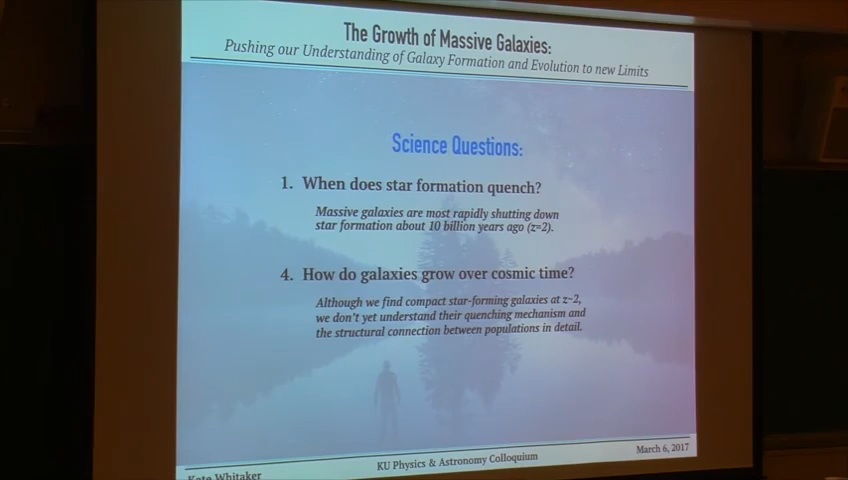 The Growth of Massive Galaxies:
Pushing our Understanding of Galaxy Formation and Evolution to new Limits
Science Questions:
1. When does star formation quench?
Massive galaxies are most rapidly shutting down
star formation about 10 billion years ago (z=2).
4. How do galaxies grow over cosmic time?
Although we find compact star-forming galaxies at z~2,
we don't yet understand their quenching mechanism and
the structural connection between populations in detail.
Kate Whitaker
KU Physics & Astronomy Colloquium
March 6, 2017